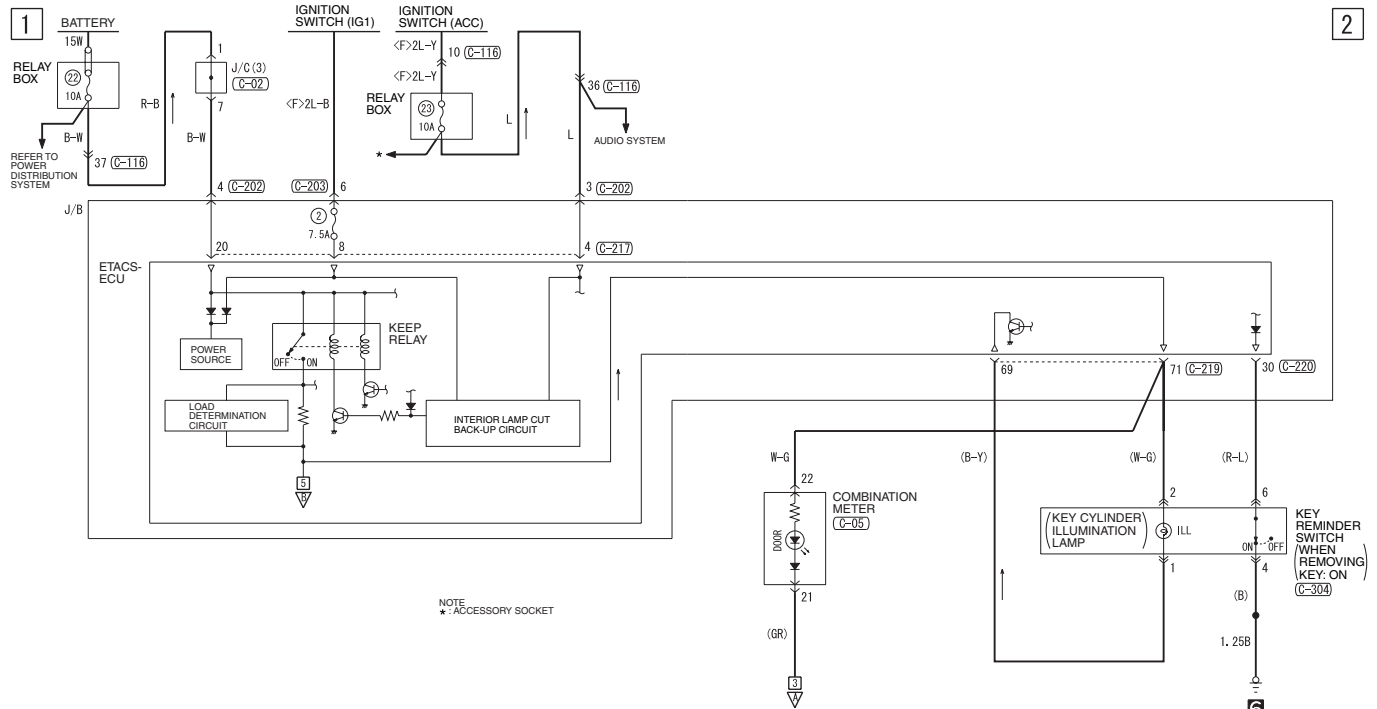 1
BATTERY
15W
RELAY
BOX
22
10A
B-W
REFER TO
POWER
DISTRIBUTION
SYSTEM
37 (C-116)
R-B
1
J/C(3)
(C-02)
7
B-W
4 (C-202)
IGNITION
SWITCH (IG1)
<F>2L-B
(C-203) 6
IGNITION
SWITCH (ACC)
<F>2L-Y
10 (C-116)
<F>2L-Y
RELAY
BOX
23
10A
*
L
36 (C-116)
L
AUDIO SYSTEM
3 (C-202)
2
J/B
2
7.5A
20
8
4 (C-217)
ETACS-
ECU
POWER
SOURCE
KEEP
RELAY
OFF
ON
LOAD
DETERMINATION
CIRCUIT
INTERIOR LAMP CUT
BACK-UP CIRCUIT
5
B
69
71 (C-219)
30 (C-220)
W-G
(B-Y)
(W-G)
(R-L)
22
COMBINATION
METER
(C-05)
DOOR
21
(GR)
3
A
2
(KEY CYLINDER
ILLUMINATION
LAMP)
ILL
1
6
ON
OFF
4
KEY
REMINDER
SWITCH
(WHEN
REMOVING
KEY: ON
(C-304)
(B)
1.25B
6
NOTE
* : ACCESSORY SOCKET